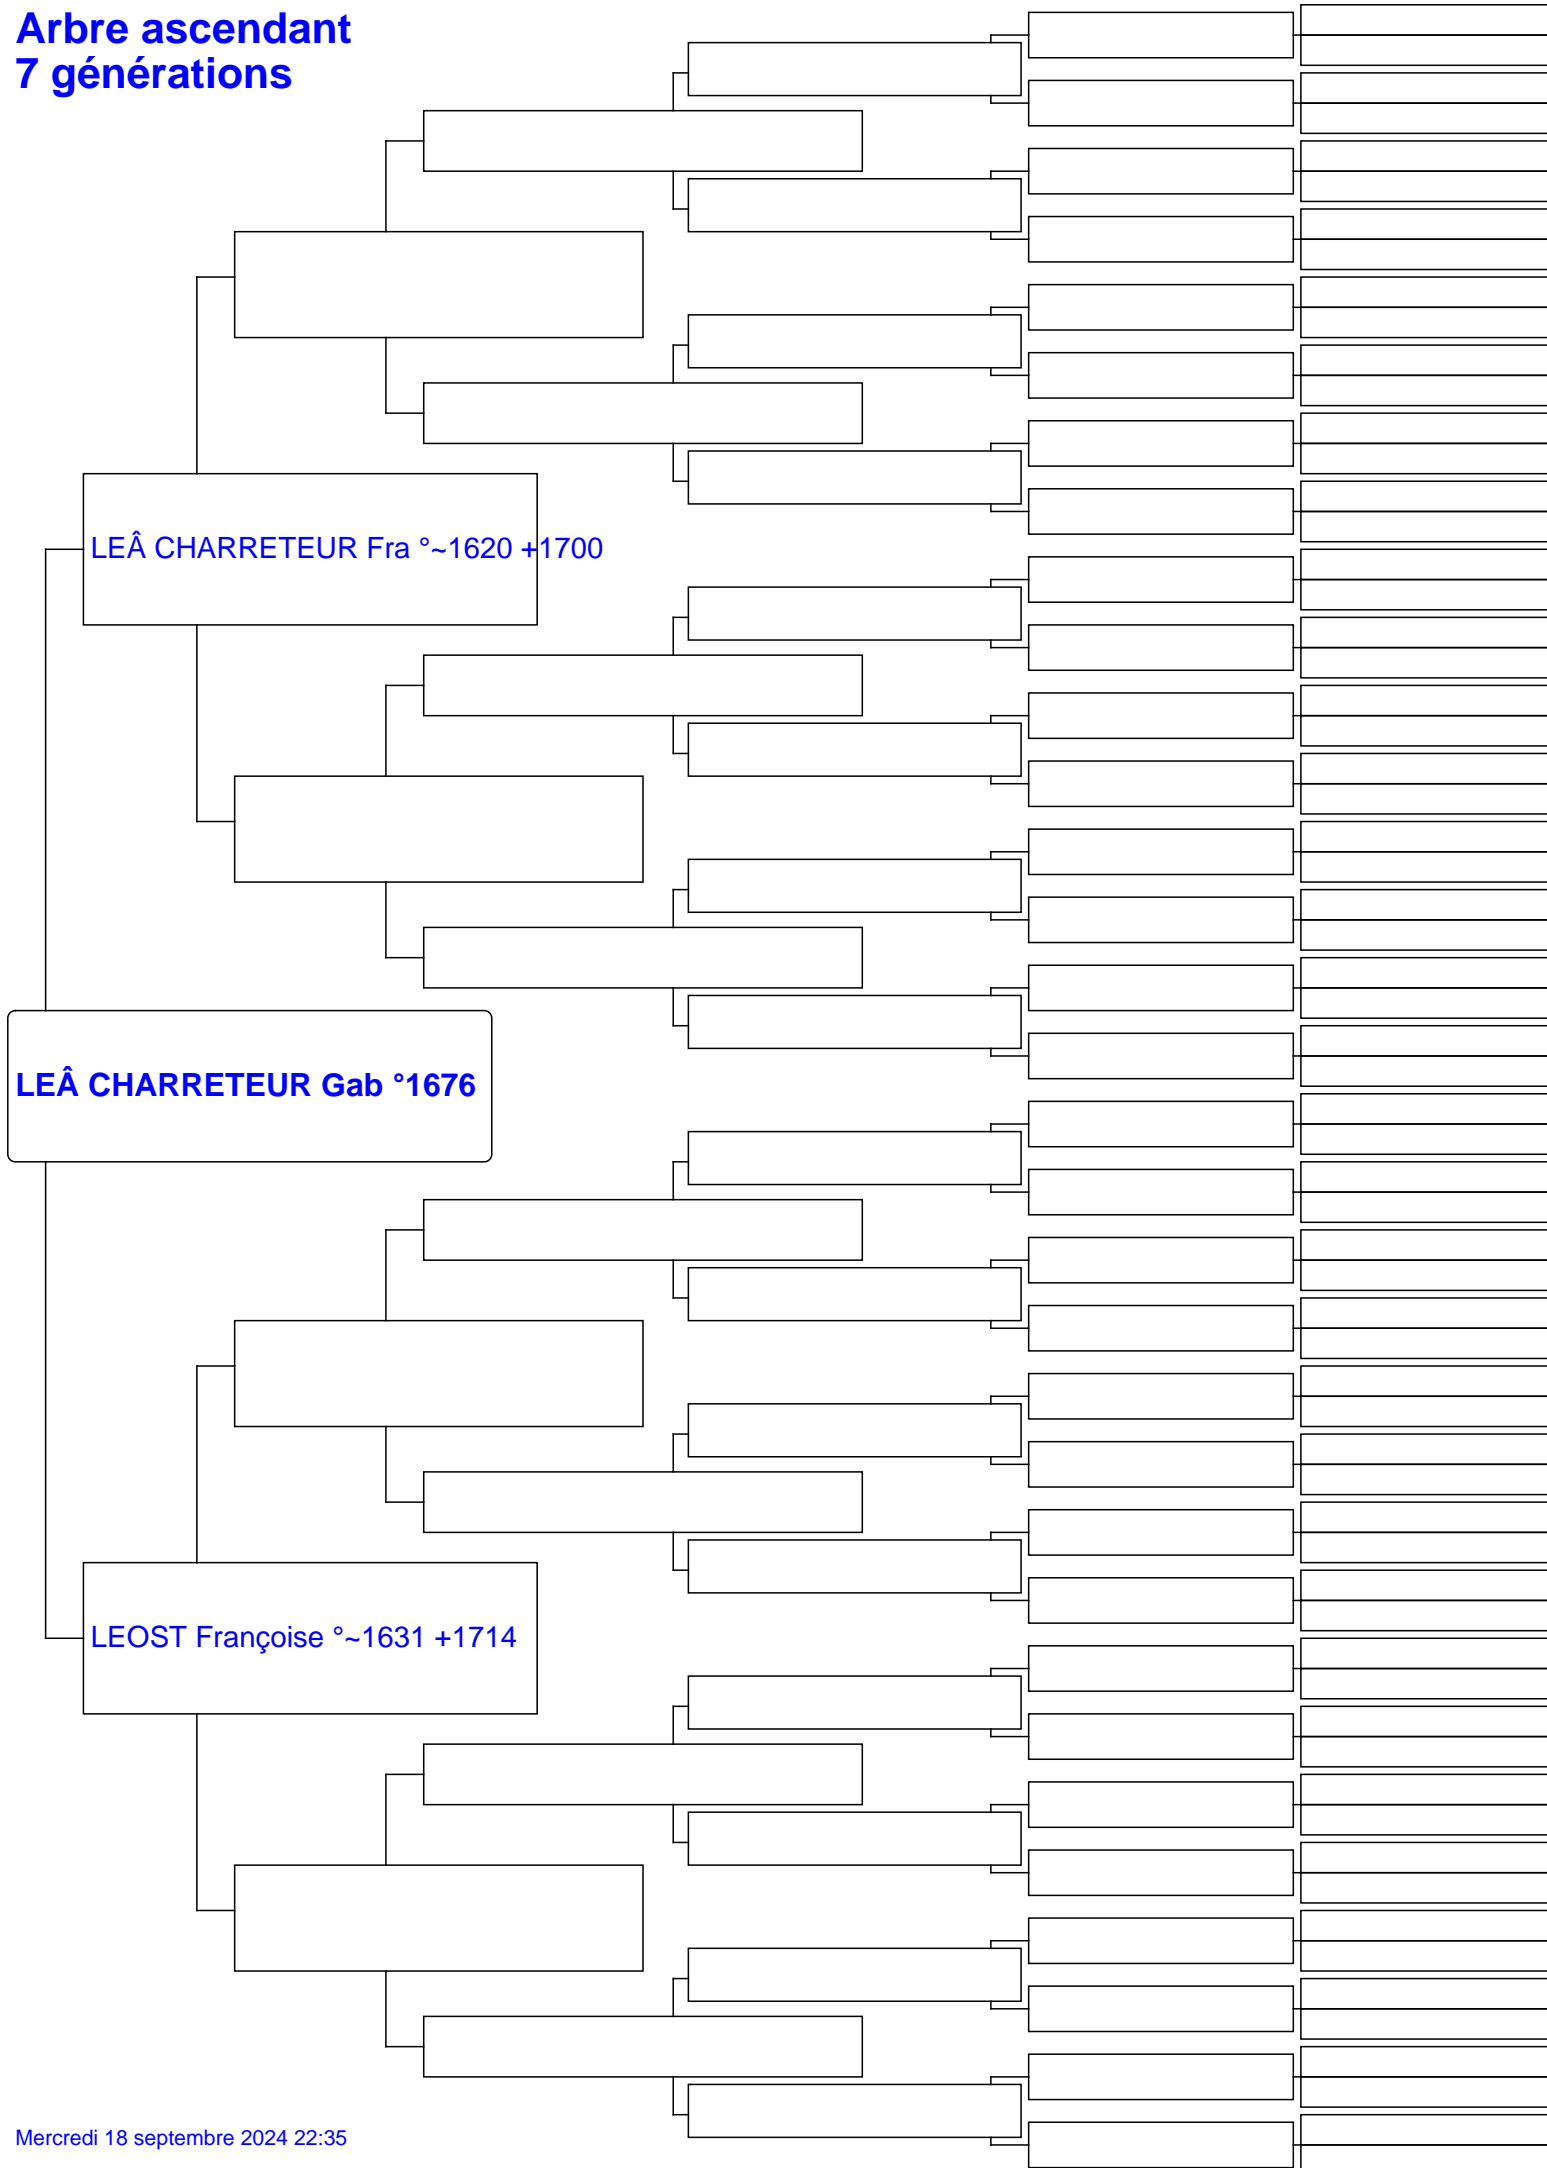 Arbre ascendant
7 générations
LEÂ CHARRETEUR Fra °~1620 +1700
LEÂ CHARRETEUR Gab °1676
LEOST Françoise °~1631 +1714
Mercredi 18 septembre 2024 22:35